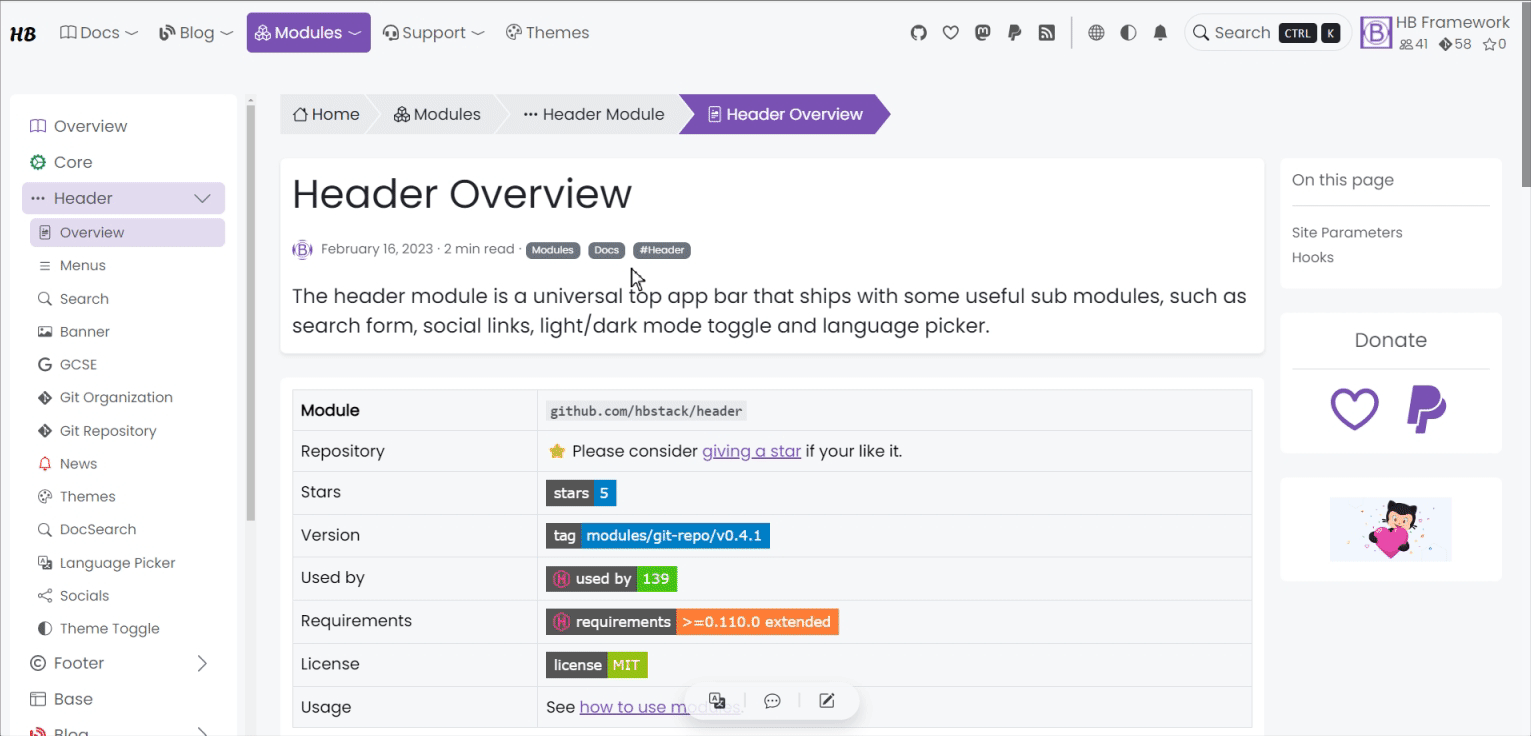 HB Docs Blog Modules Support Themes Search CTRL K HB Framework
41 58 0
Overview
Core
Header
Overview
Menus
Search
Banner
GCSE
Git Organization
Git Repository
News
Themes
DocSearch
Language Picker
Socials
Theme Toggle
Footer
Base
Blog
Home Modules Header Module Header Overview
Header Overview
February 16, 2023 · 2 min read · Modules Docs #Header
The header module is a universal top app bar that ships with some useful sub modules, such as
search form, social links, light/dark mode toggle and language picker.
Module github.com/hbstack/header
Repository Please consider giving a star if your like it.
Stars stars 5
Version tag modules/git-repo/v0.4.1
Used by used by 139
Requirements requirements >=0.110.0 extended
License license MIT
Usage See how to use modules.
On this page
Site Parameters
Hooks
Donate